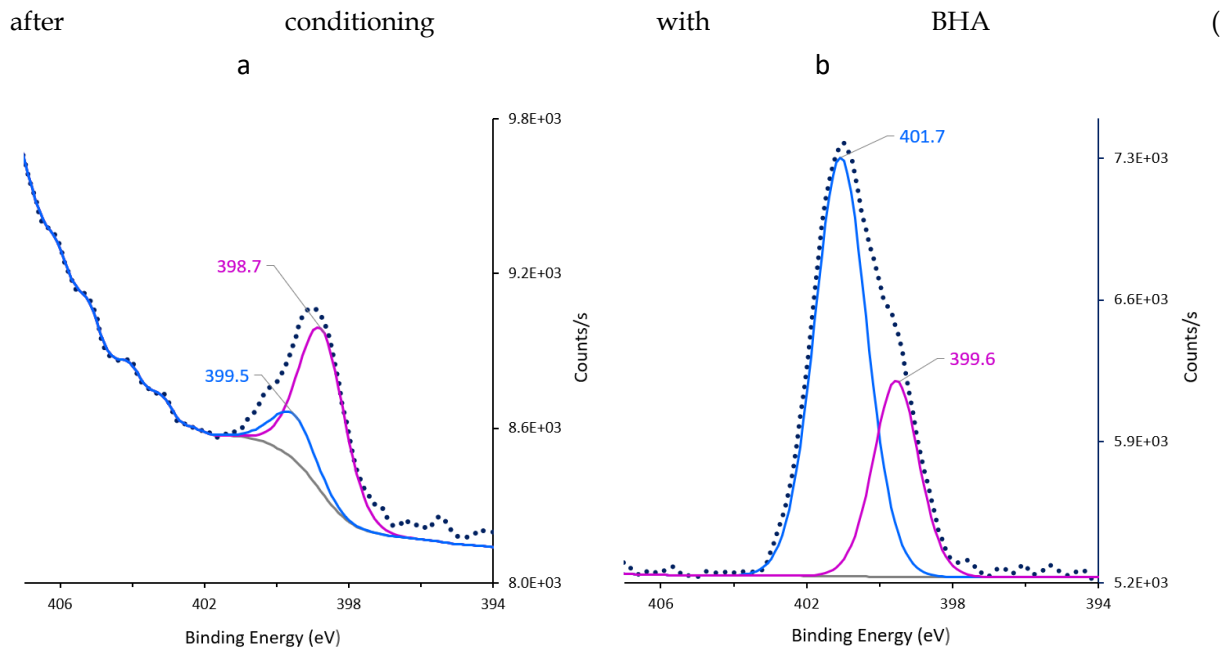 after conditioning with BHA (
a
9.8E+03
9.2E+03
8.6E+03
8.0E+03
Counts/s
398.7
399.5
406
402
398
394
Binding Energy (eV)
b
7.3E+03
6.6E+03
5.9E+03
5.2E+03
Counts/s
401.7
399.6
406
402
398
394
Binding Energy (eV)